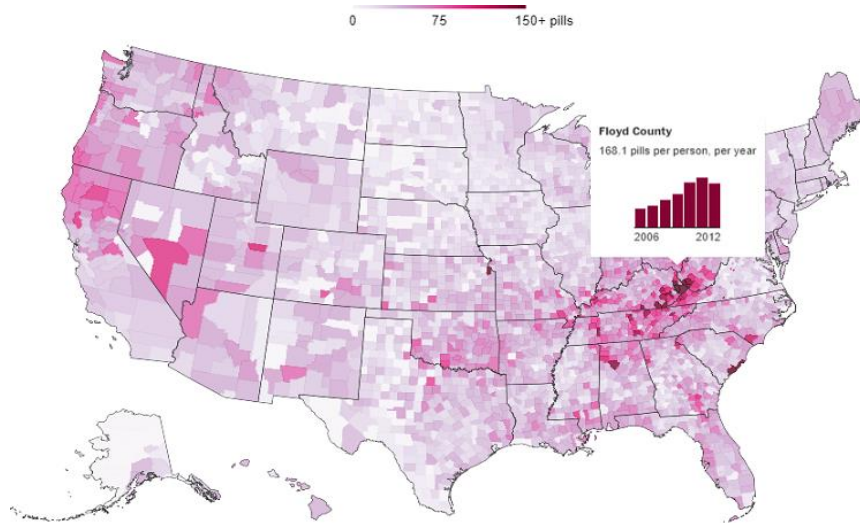 0 75 150+ pills
Floyd County
168.1 pills per person, per year
2006 2012